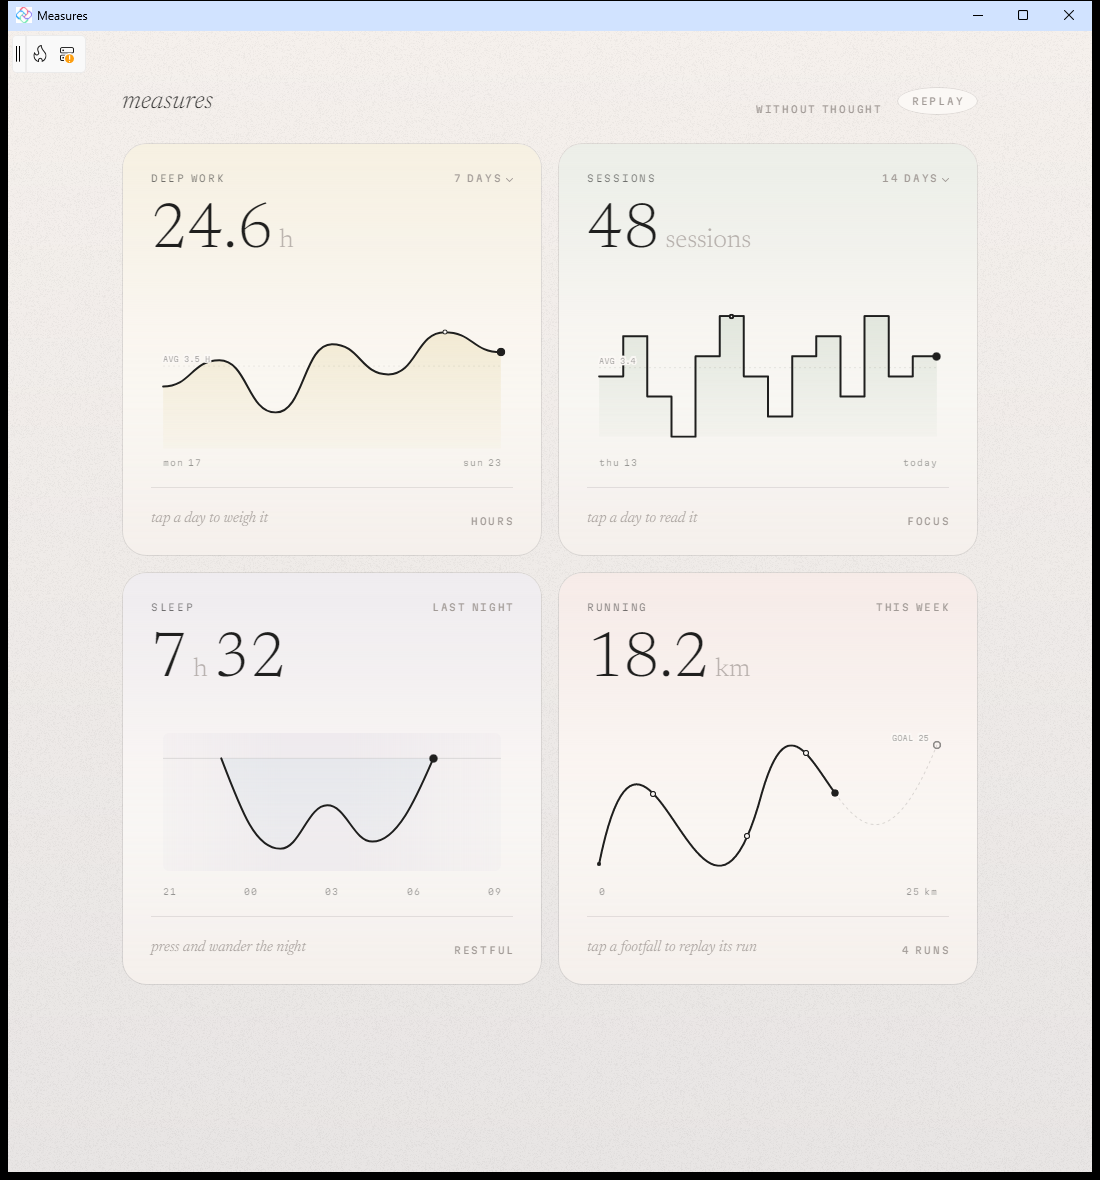 Measures
measures
WITHOUT THOUGHT
REPLAY
DEEP WORK
7 DAYS
24.6 h
AVG 3.5 H
mon 17
sun 23
tap a day to weigh it
HOURS
SESSIONS
14 DAYS
48 sessions
AVG 3.4
thu 13
today
tap a day to read it
FOCUS
SLEEP
LAST NIGHT
7 h 32
21 00 03 06 09
press and wander the night
RESTFUL
RUNNING
THIS WEEK
18.2 km
GOAL 25
0
25 km
tap a footfall to replay its run
4 RUNS